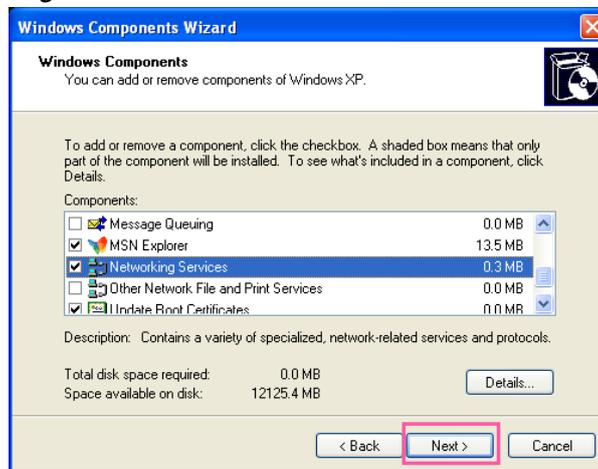 Windows Components Wizard
Windows Components
You can add or remove components of Windows XP.
To add or remove a component, click the checkbox. A shaded box means that only
part of the component will be installed. To see what's included in a component, click
Details.
Components:
Message Queuing 0.0 MB
MSN Explorer 13.5 MB
Networking Services 0.3 MB
Other Network File and Print Services 0.0 MB
Update Root Certificates 0.0 MB
Description: Contains a variety of specialized, network-related services and protocols.
Total disk space required: 0.0 MB
Space available on disk: 12125.4 MB
Details...
< Back Next > Cancel